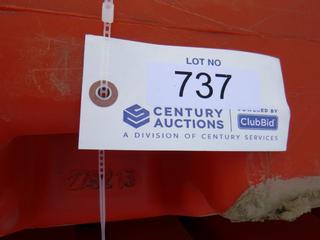 LOT NO
737
CENTURY AUCTIONS
POWERED BY
ClubBid
A DIVISION OF CENTURY SERVICES